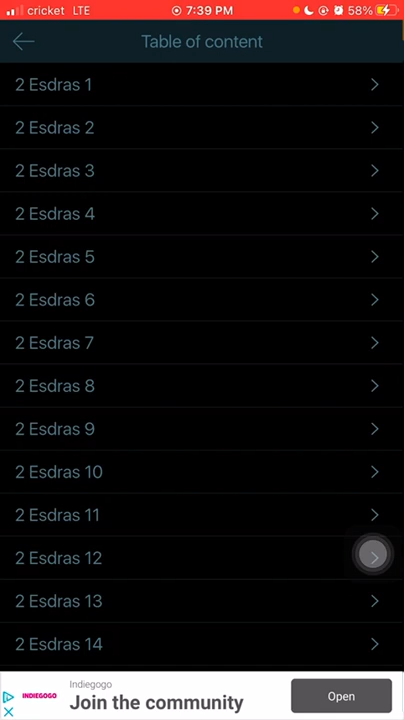 cricket LTE 7:39 PM 58%
Table of content
2 Esdras 1
2 Esdras 2
2 Esdras 3
2 Esdras 4
2 Esdras 5
2 Esdras 6
2 Esdras 7
2 Esdras 8
2 Esdras 9
2 Esdras 10
2 Esdras 11
2 Esdras 12
2 Esdras 13
2 Esdras 14
INDIEGOGO
Indiegogo
Join the community
Open